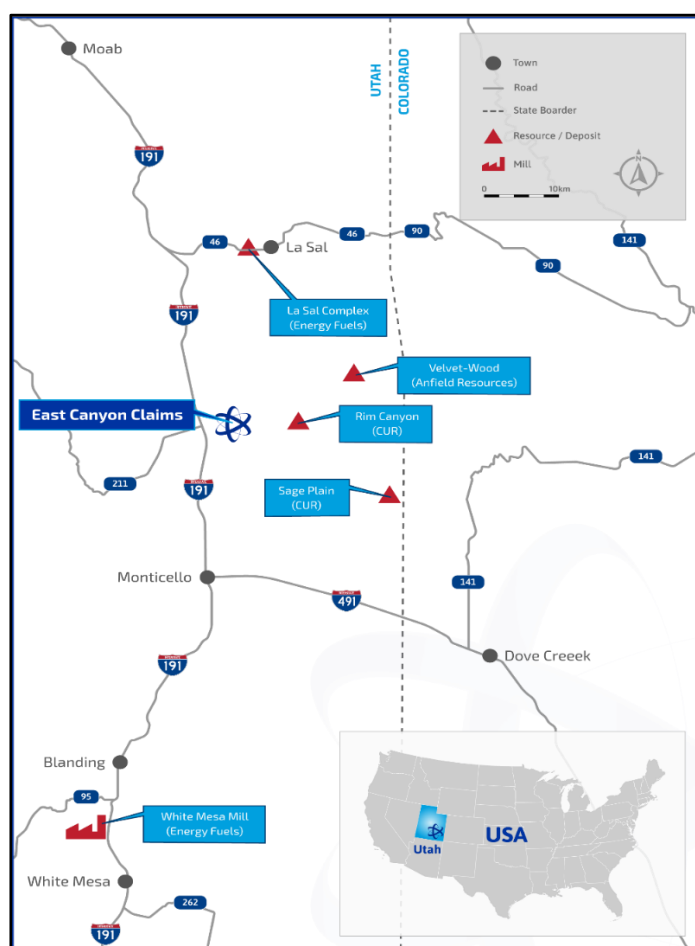 Moab
UTAH
COLORADO
Town
Road
State Boarder
Resource / Deposit
Mill
N
0
10km
191
46
La Sal
46
90
141
90
La Sal Complex
(Energy Fuels)
191
Velvet-Wood
(Anfield Resources)
East Canyon Claims
Rim Canyon
(CUR)
141
211
191
Sage Plain
(CUR)
Monticello
491
141
191
Dove Creeek
Blanding
95
White Mesa Mill
(Energy Fuels)
USA
Utah
White Mesa
262
191